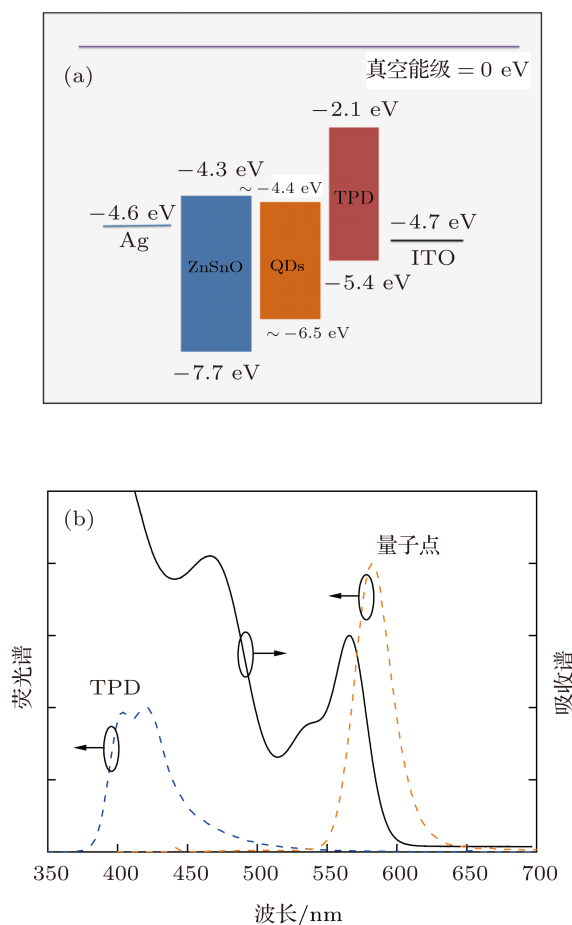 (a)
真空能级 = 0 eV
−2.1 eV
−4.3 eV
∼ −4.4 eV
TPD
−4.6 eV
−4.7 eV
Ag
ITO
ZnSnO
QDs
−5.4 eV
∼ −6.5 eV
−7.7 eV
(b)
量子点
荧光谱
吸收谱
TPD
350 400 450 500 550 600 650 700
波长/nm